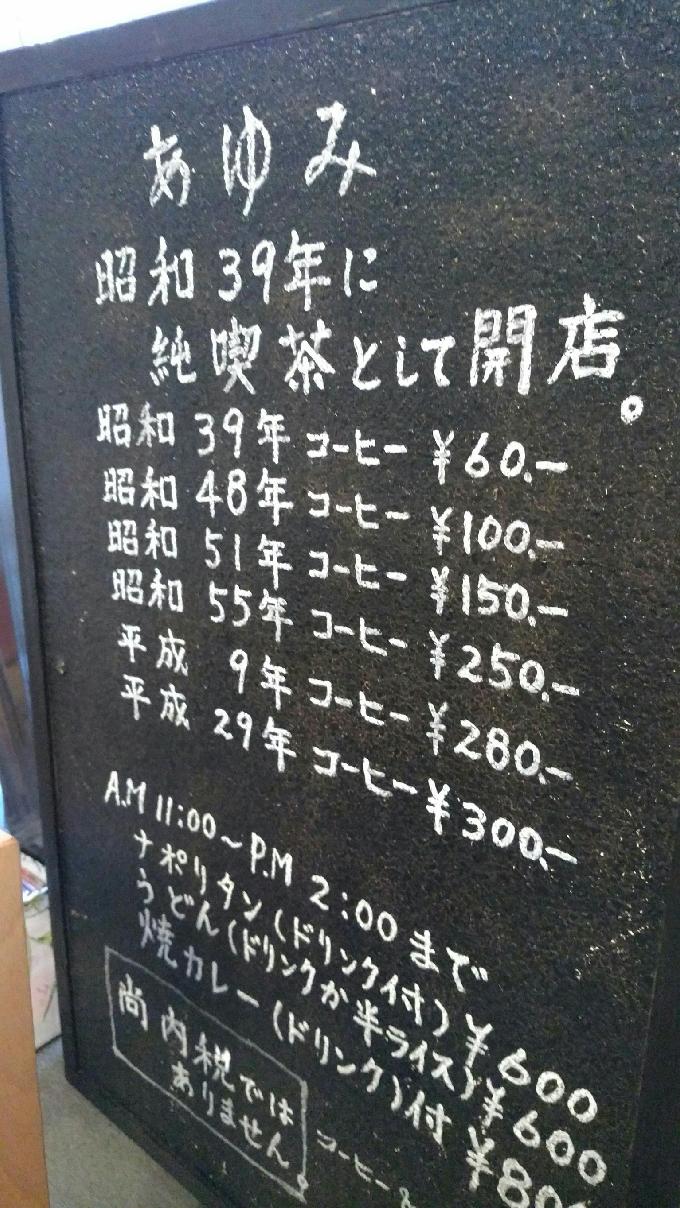 あゆみ
昭和39年に
純喫茶として開店。
昭和39年 コーヒー ¥60.-
昭和48年 コーヒー ¥100.-
昭和51年 コーヒー ¥150.-
昭和55年 コーヒー ¥250.-
平成 9年 コーヒー ¥280.-
平成29年 コーヒー ¥300.-
A.M 11:00～P.M 2:00まで
ナポリタン(ドリンク付) ¥600
うどん(ドリンクか半ライス) ¥600
焼カレー(ドリンク)付 ¥800
尚内税では
ありません。
コーヒー